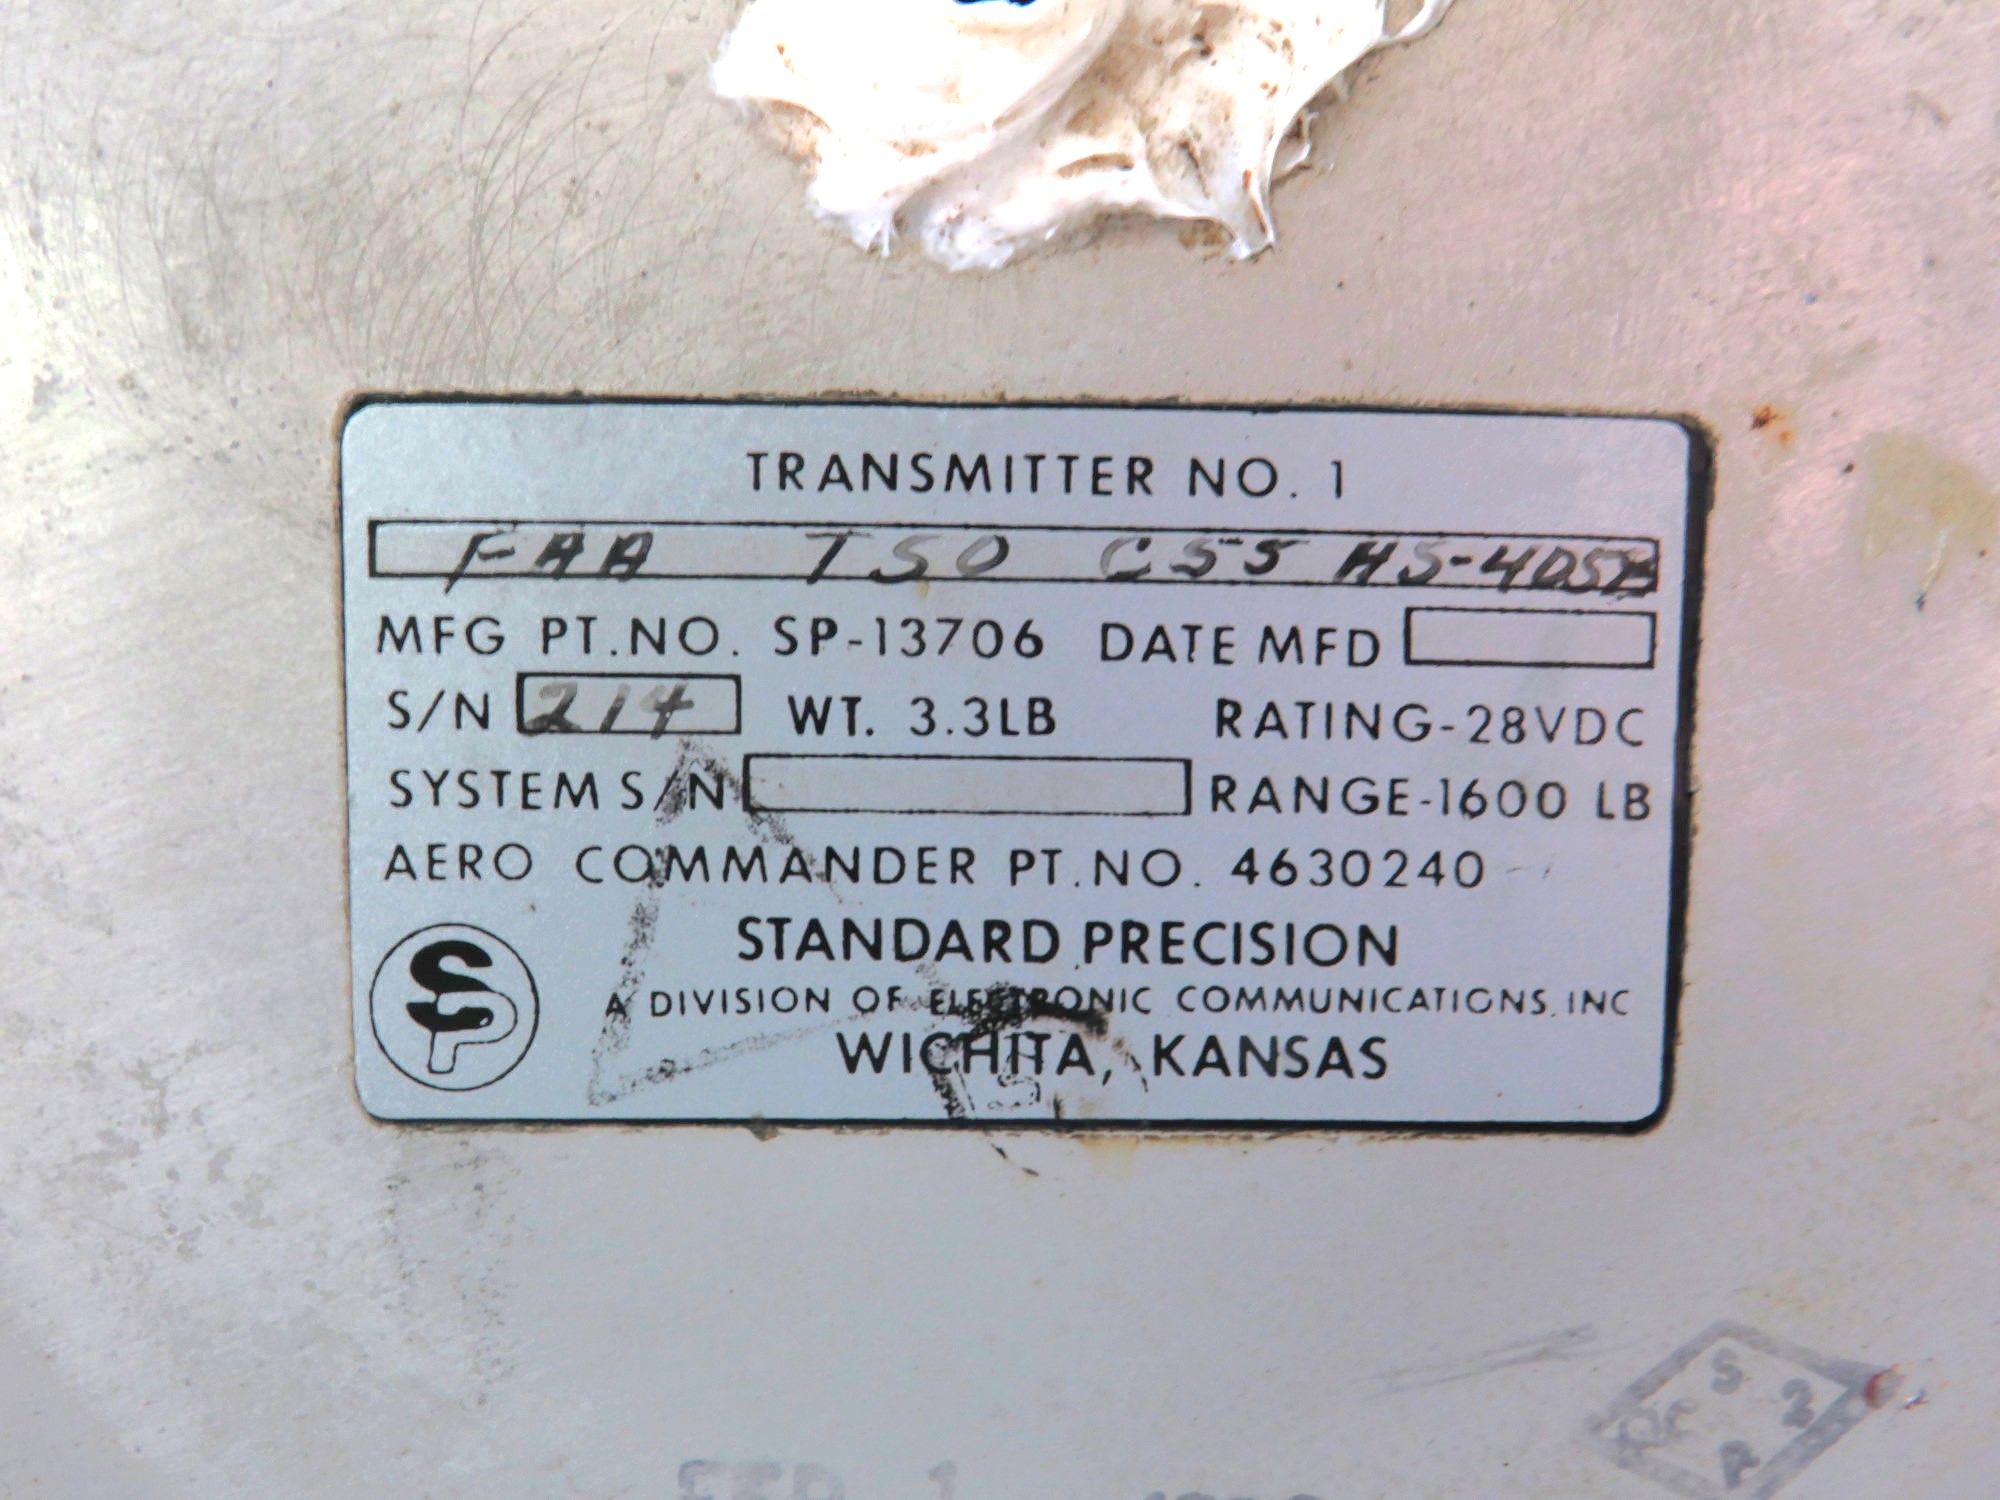 TRANSMITTER NO. 1
FAA TSO C55 HS-4DSB
MFG PT.NO. SP-13706 DATE MFD
S/N 214 WT. 3.3LB RATING-28VDC
SYSTEM S/N RANGE-1600 LB
AERO COMMANDER PT.NO. 4630240
STANDARD PRECISION
SP
A DIVISION OF ELECTRONIC COMMUNICATIONS, INC
WICHITA, KANSAS
S
2